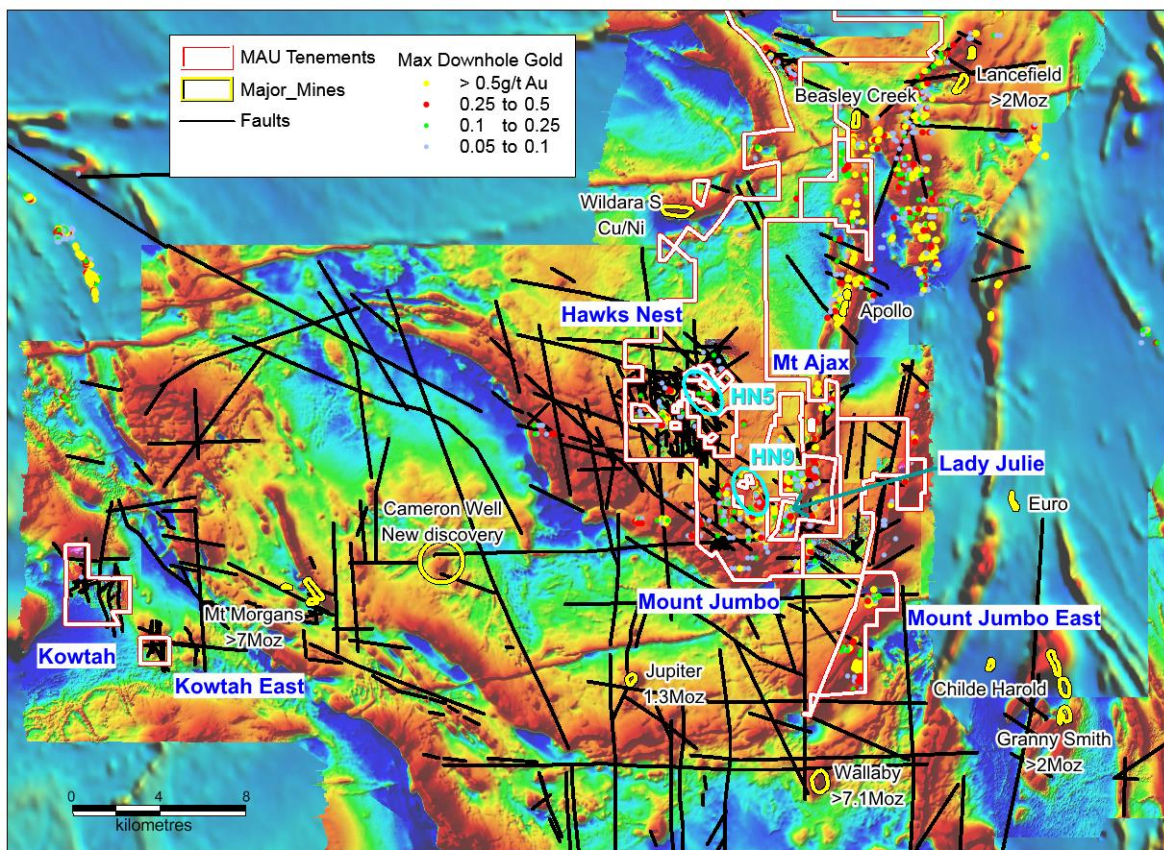 MAU Tenements
Major_Mines
Faults
Max Downhole Gold
> 0.5g/t Au
0.25 to 0.5
0.1 to 0.25
0.05 to 0.1
Lancefield
>2Moz
Beasley Creek
Wildara S
Cu/Ni
Hawks Nest
Apollo
Mt Ajax
HN5
HN9
Lady Julie
Euro
Cameron Well
New discovery
Mt Morgans
>7Moz
Mount Jumbo
Mount Jumbo East
Kowtah
Kowtah East
Jupiter
1.3Moz
Childe Harold
Granny Smith
>2Moz
Wallaby
>7.1Moz
0 4 8
kilometres